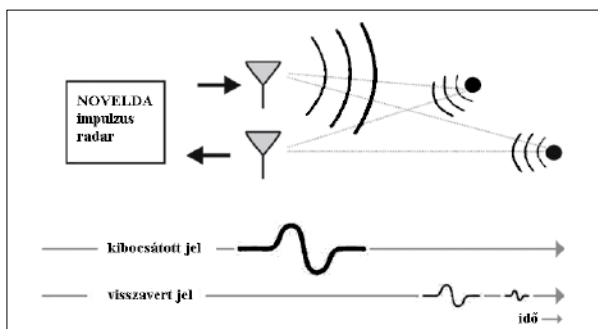 NOVELDA
impulzus
radar
kibocsátott jel
visszavert jel
idő